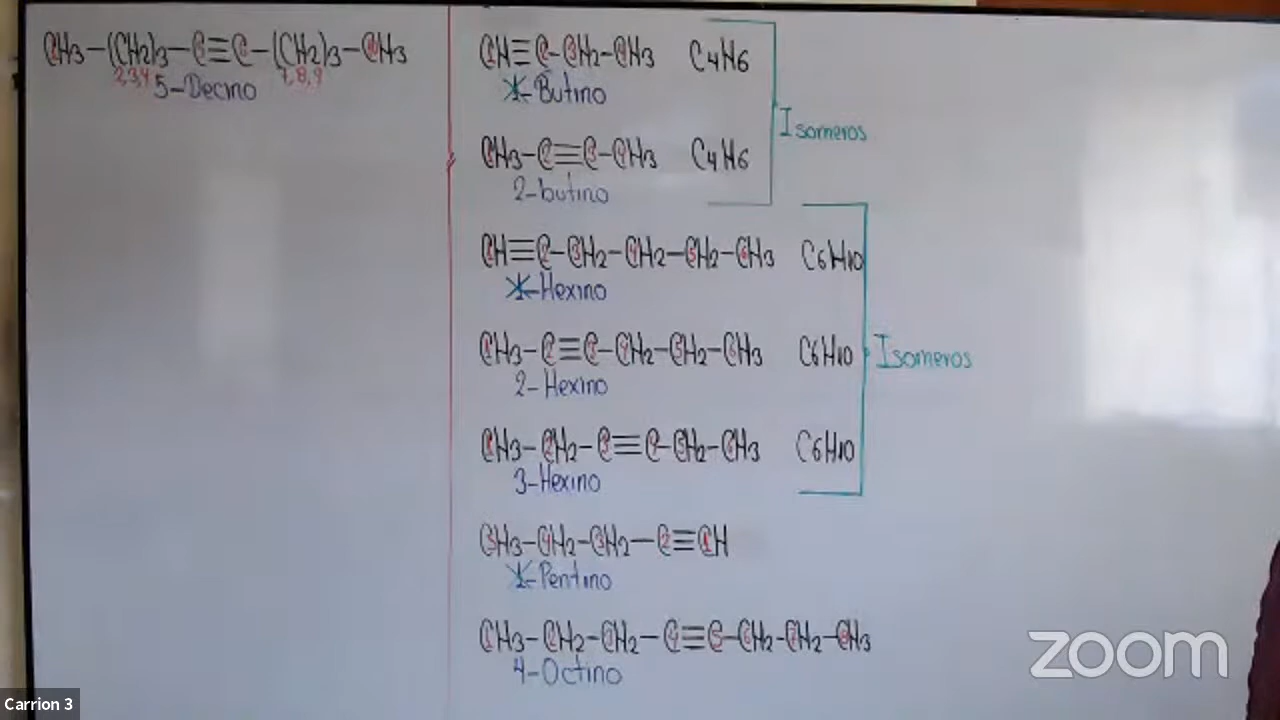 CH3-(CH2)3-C≡C-(CH2)3-CH3
2,3,4 7,8,9
5-Decino
CH≡C-CH2-CH3 C4H6
1-Butino
Isomeros
CH3-C≡C-CH3 C4H6
2-butino
CH≡C-CH2-CH2-CH2-CH3 C6H10
1-Hexino
CH3-C≡C-CH2-CH2-CH3 C6H10
Isomeros
2-Hexino
CH3-CH2-C≡C-CH2-CH3 C6H10
3-Hexino
CH3-CH2-CH2-C≡CH
1-Pentino
CH3-CH2-CH2-C≡C-CH2-CH2-CH3
4-Octino
zoom
Carrion 3